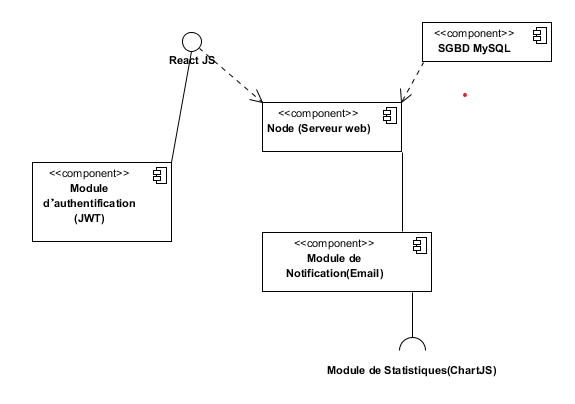 <<component>>
SGBD MySQL
React JS
<<component>>
Node (Serveur web)
<<component>>
Module
d'authentification
(JWT)
<<component>>
Module de
Notification(Email)
Module de Statistiques(ChartJS)